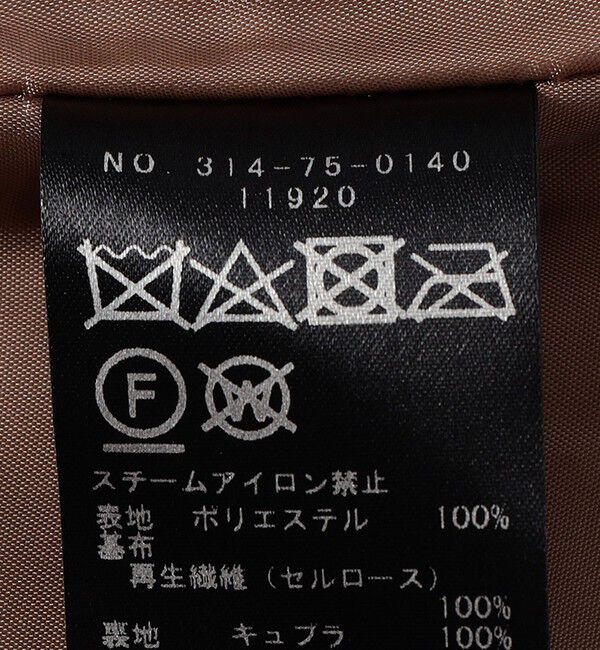 NO. 314-75-0140
11920
F W
スチームアイロン禁止
表地 ポリエステル 100%
基布
再生繊維（セルロース）
100%
裏地 キュプラ 100%